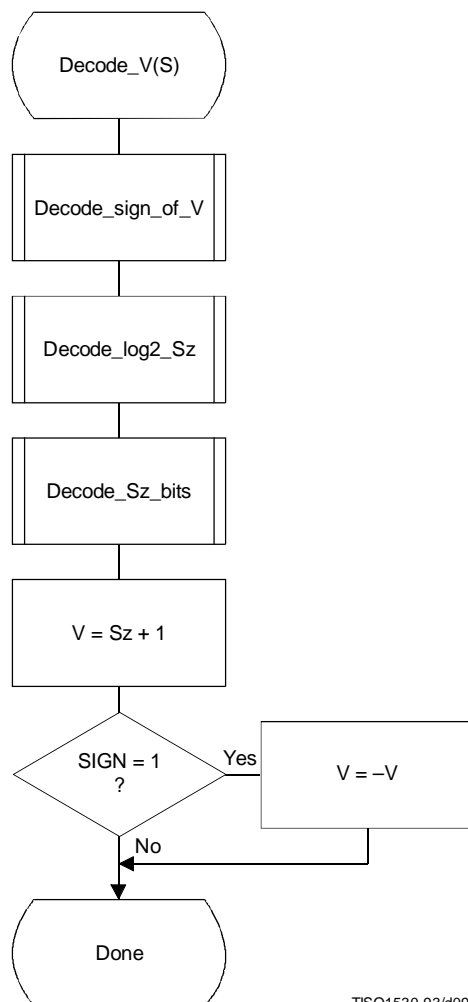 Decode_V(S)
Decode_sign_of_V
Decode_log2_Sz
Decode_Sz_bits
V = Sz + 1
SIGN = 1
?
Yes
V = –V
No
Done